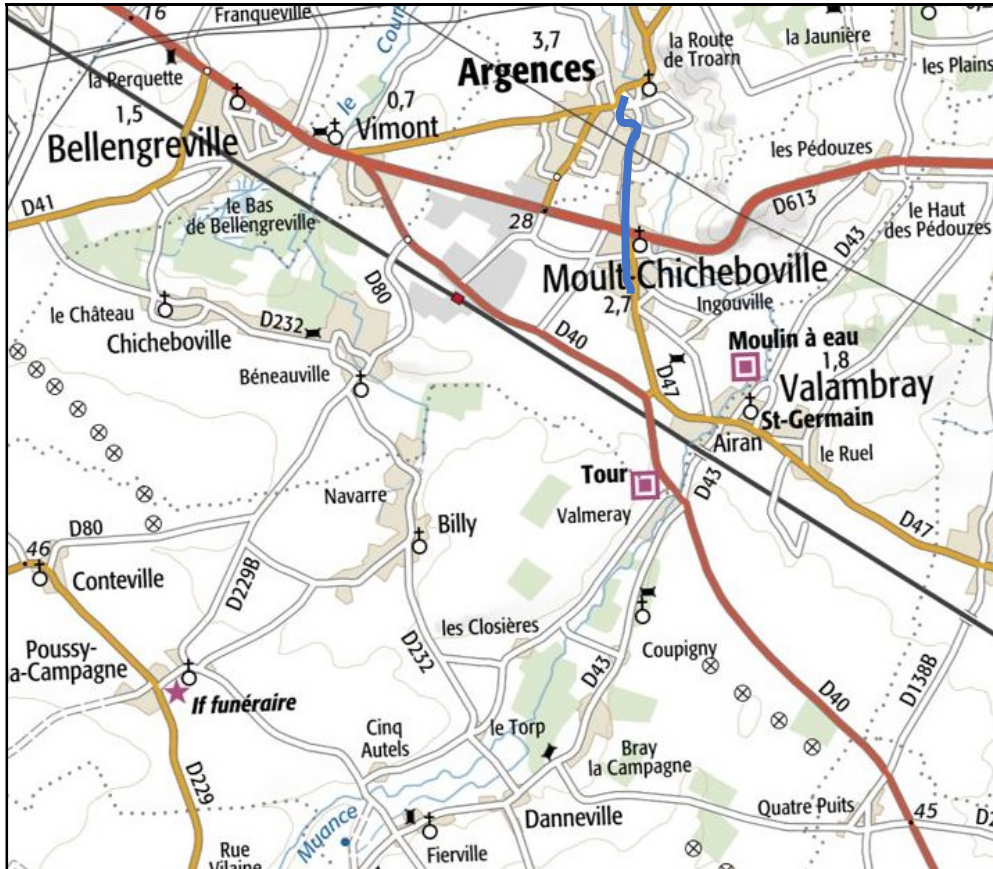 16
Franqueville
3,7
la Route
de Troarn
la Jaunière
les Plains
la Perquette
Argences
1,5
0,7
le
Vimont
Bellengreville
les Pédouzes
D41
le Bas
de Bellengreville
28
D613
D43
le Haut
des Pédouzes
D80
Moult-Chicheboville
2,7
Ingouville
le Château
D232
Chicheboville
D40
Moulin à eau
1,8
Béneauville
D47
Valambray
St-Germain
Airan
le Ruel
Tour
D43
Navarre
Valmeray
D47
Billy
D80
46
Conteville
D229B
les Closières
Poussy-
a-Campagne
D232
Coupigny
D43
D40
D138B
If funéraire
Cinq
Autels
le Torp
Bray
la Campagne
D229
Quatre Puits
45
Danneville
Muance
Rue
Vilaine
Fierville